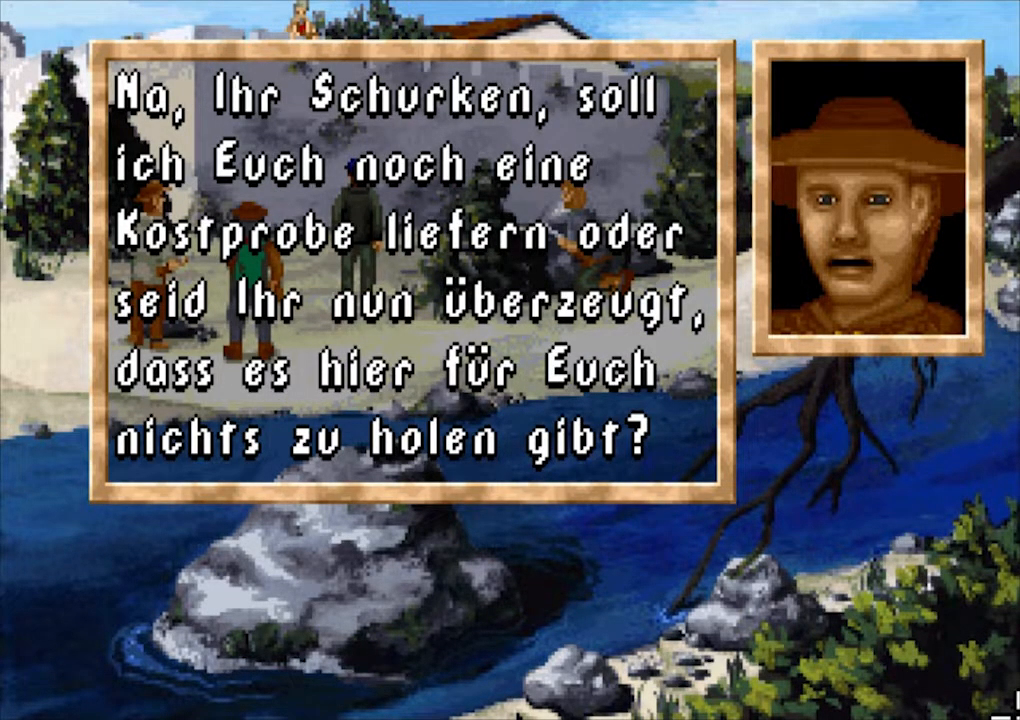 Na, Ihr Schurken, soll
ich Euch noch eine
Kostprobe liefern oder
seid Ihr nun überzeugt,
dass es hier für Euch
nichts zu holen gibt?